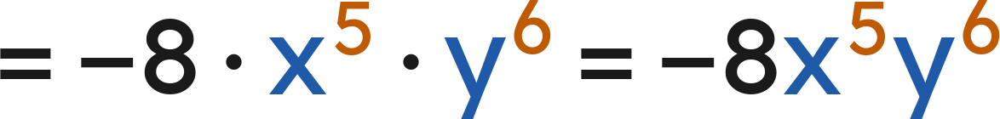 = −8 · x⁵ · y⁶ = −8x⁵y⁶